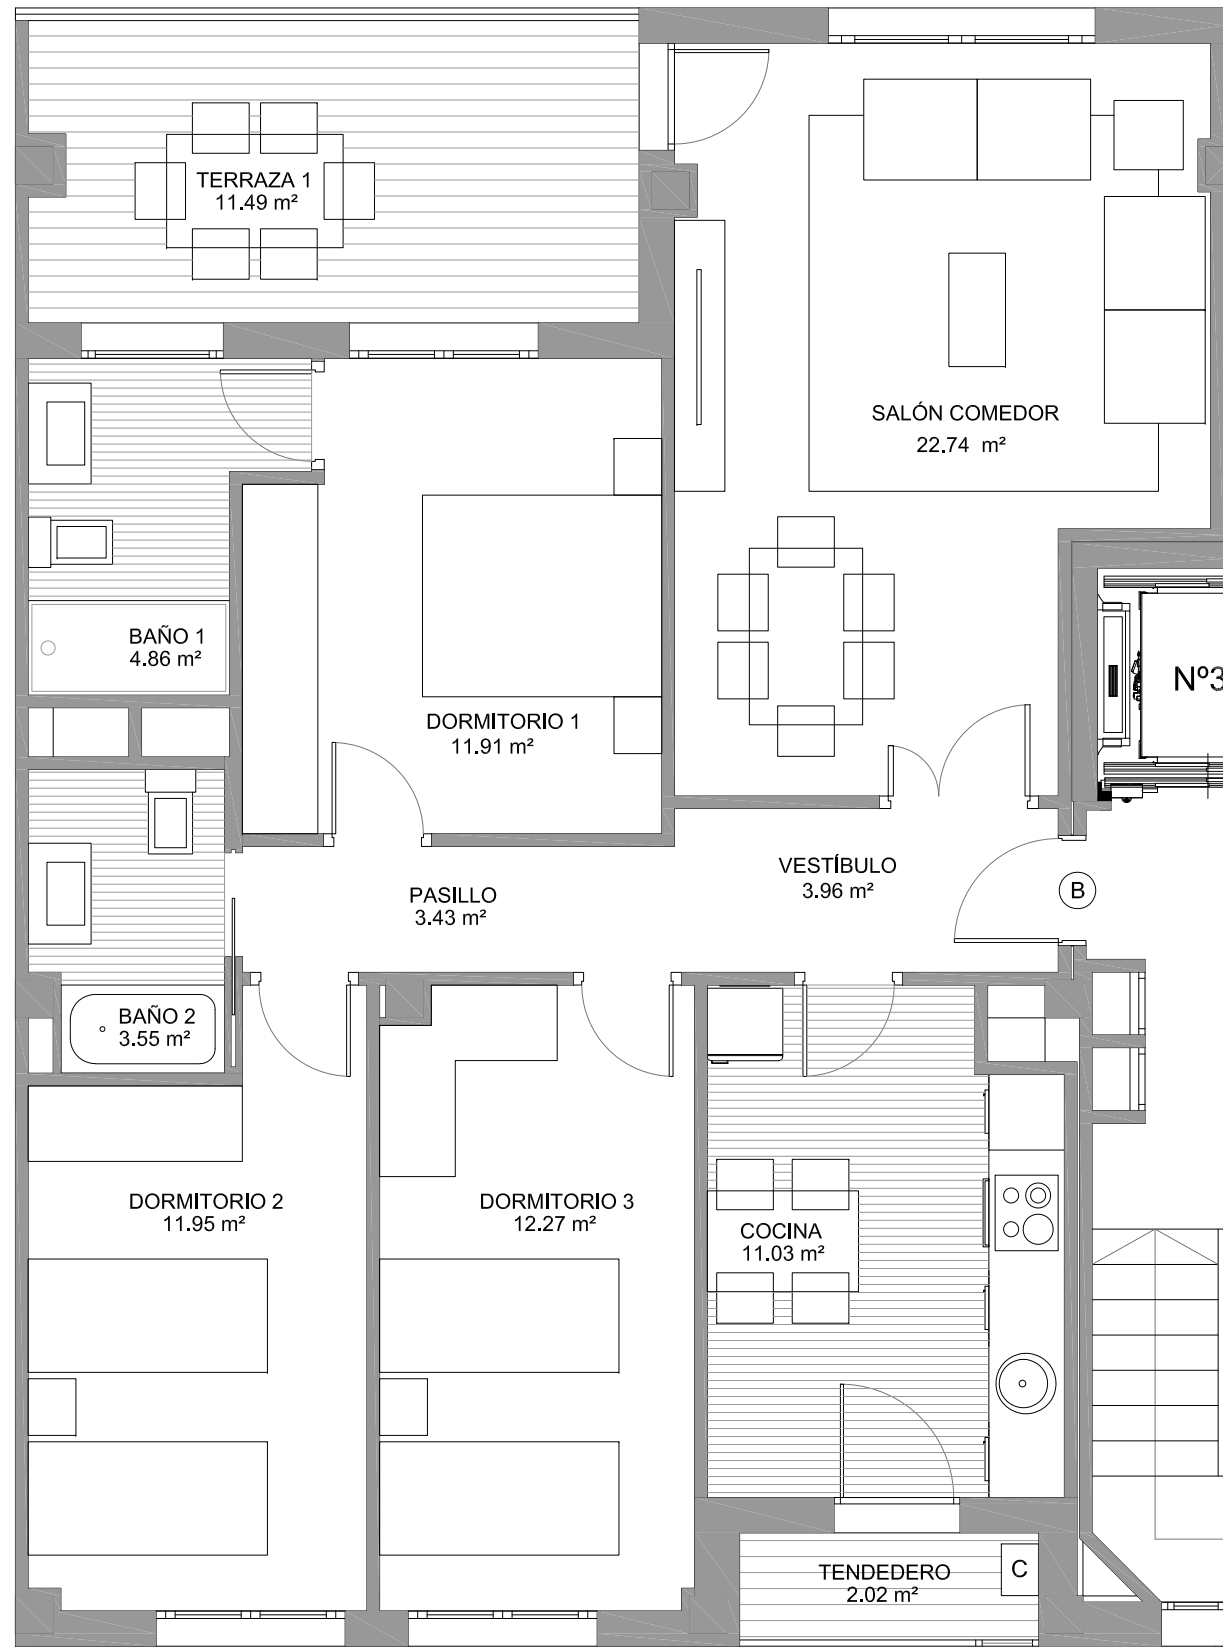 TERRAZA 1
11.49 m²
SALÓN COMEDOR
22.74 m²
BAÑO 1
4.86 m²
Nº3
DORMITORIO 1
11.91 m²
VESTÍBULO
3.96 m²
B
PASILLO
3.43 m²
BAÑO 2
3.55 m²
DORMITORIO 2
11.95 m²
DORMITORIO 3
12.27 m²
COCINA
11.03 m²
TENDEDERO
2.02 m²
C